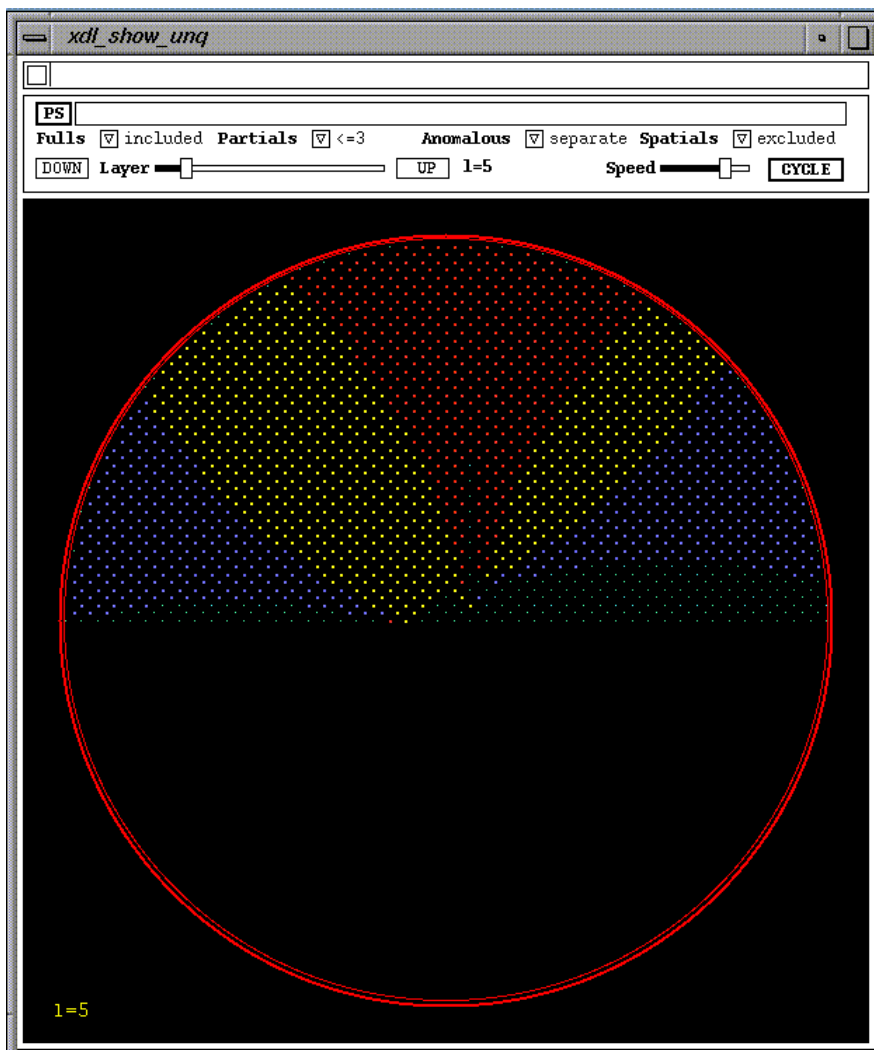 xdl_show_unq
PS
Fulls included Partials <=3 Anomalous separate Spatials excluded
DOWN Layer UP l=5 Speed CYCLE
l=5